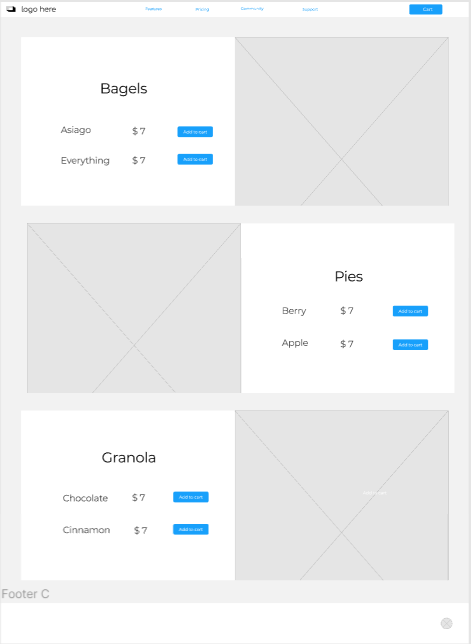 logo here
Featured Pricing Community Support Cart
Bagels
Asiago $ 7 Add to cart
Everything $ 7 Add to cart
Pies
Berry $ 7 Add to cart
Apple $ 7 Add to cart
Granola
Chocolate $ 7 Add to cart
Cinnamon $ 7 Add to cart
Footer C